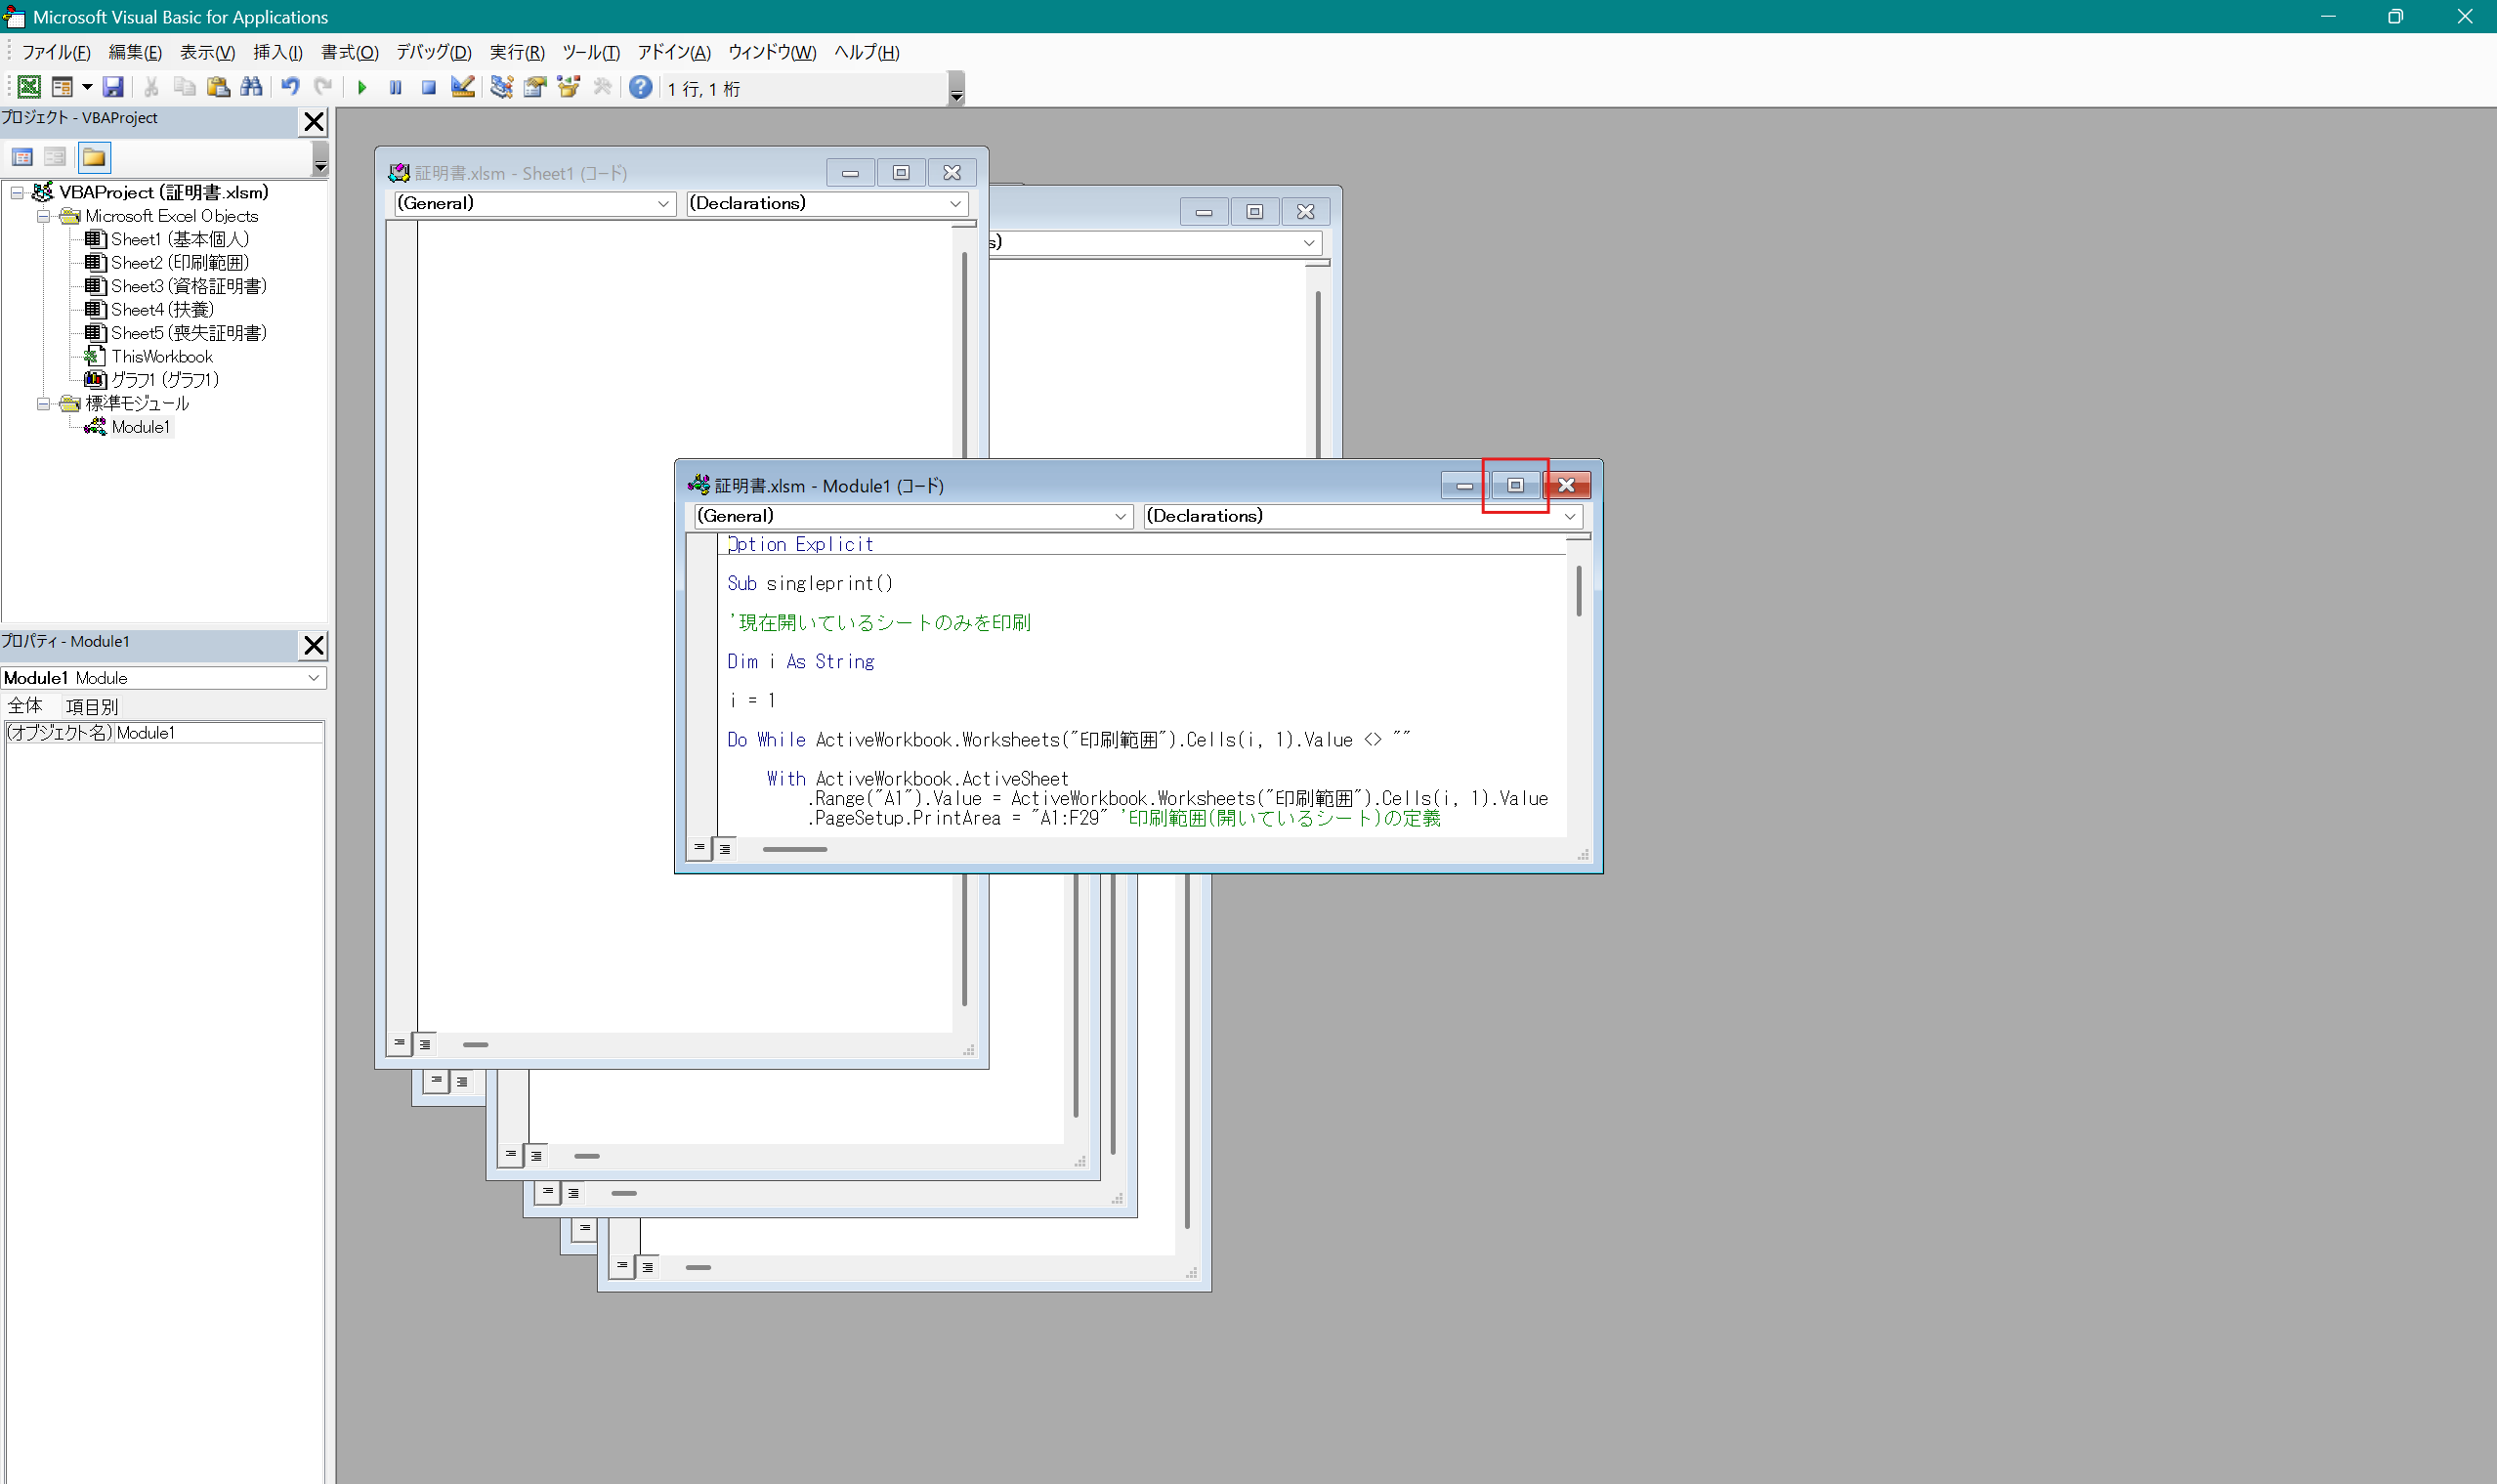 Microsoft Visual Basic for Applications
ファイル(F) 編集(E) 表示(V) 挿入(I) 書式(O) デバッグ(D) 実行(R) ツール(T) アドイン(A) ウィンドウ(W) ヘルプ(H)
1 行, 1 桁
プロジェクト - VBAProject
VBAProject (証明書.xlsm)
Microsoft Excel Objects
Sheet1 (基本個人)
Sheet2 (印刷範囲)
Sheet3 (資格証明書)
Sheet4 (扶養)
Sheet5 (喪失証明書)
ThisWorkbook
グラフ1 (グラフ1)
標準モジュール
Module1
プロパティ - Module1
Module1 Module
全体 項目別
(オブジェクト名) Module1
証明書.xlsm - Sheet1 (コード)
(General) (Declarations)
s)
証明書.xlsm - Module1 (コード)
(General) (Declarations)
Option Explicit
Sub singleprint()
'現在開いているシートのみを印刷
Dim i As String
i = 1
Do While ActiveWorkbook.Worksheets("印刷範囲").Cells(i, 1).Value <> ""
With ActiveWorkbook.ActiveSheet
.Range("A1").Value = ActiveWorkbook.Worksheets("印刷範囲").Cells(i, 1).Value
.PageSetup.PrintArea = "A1:F29" '印刷範囲(開いているシート)の定義